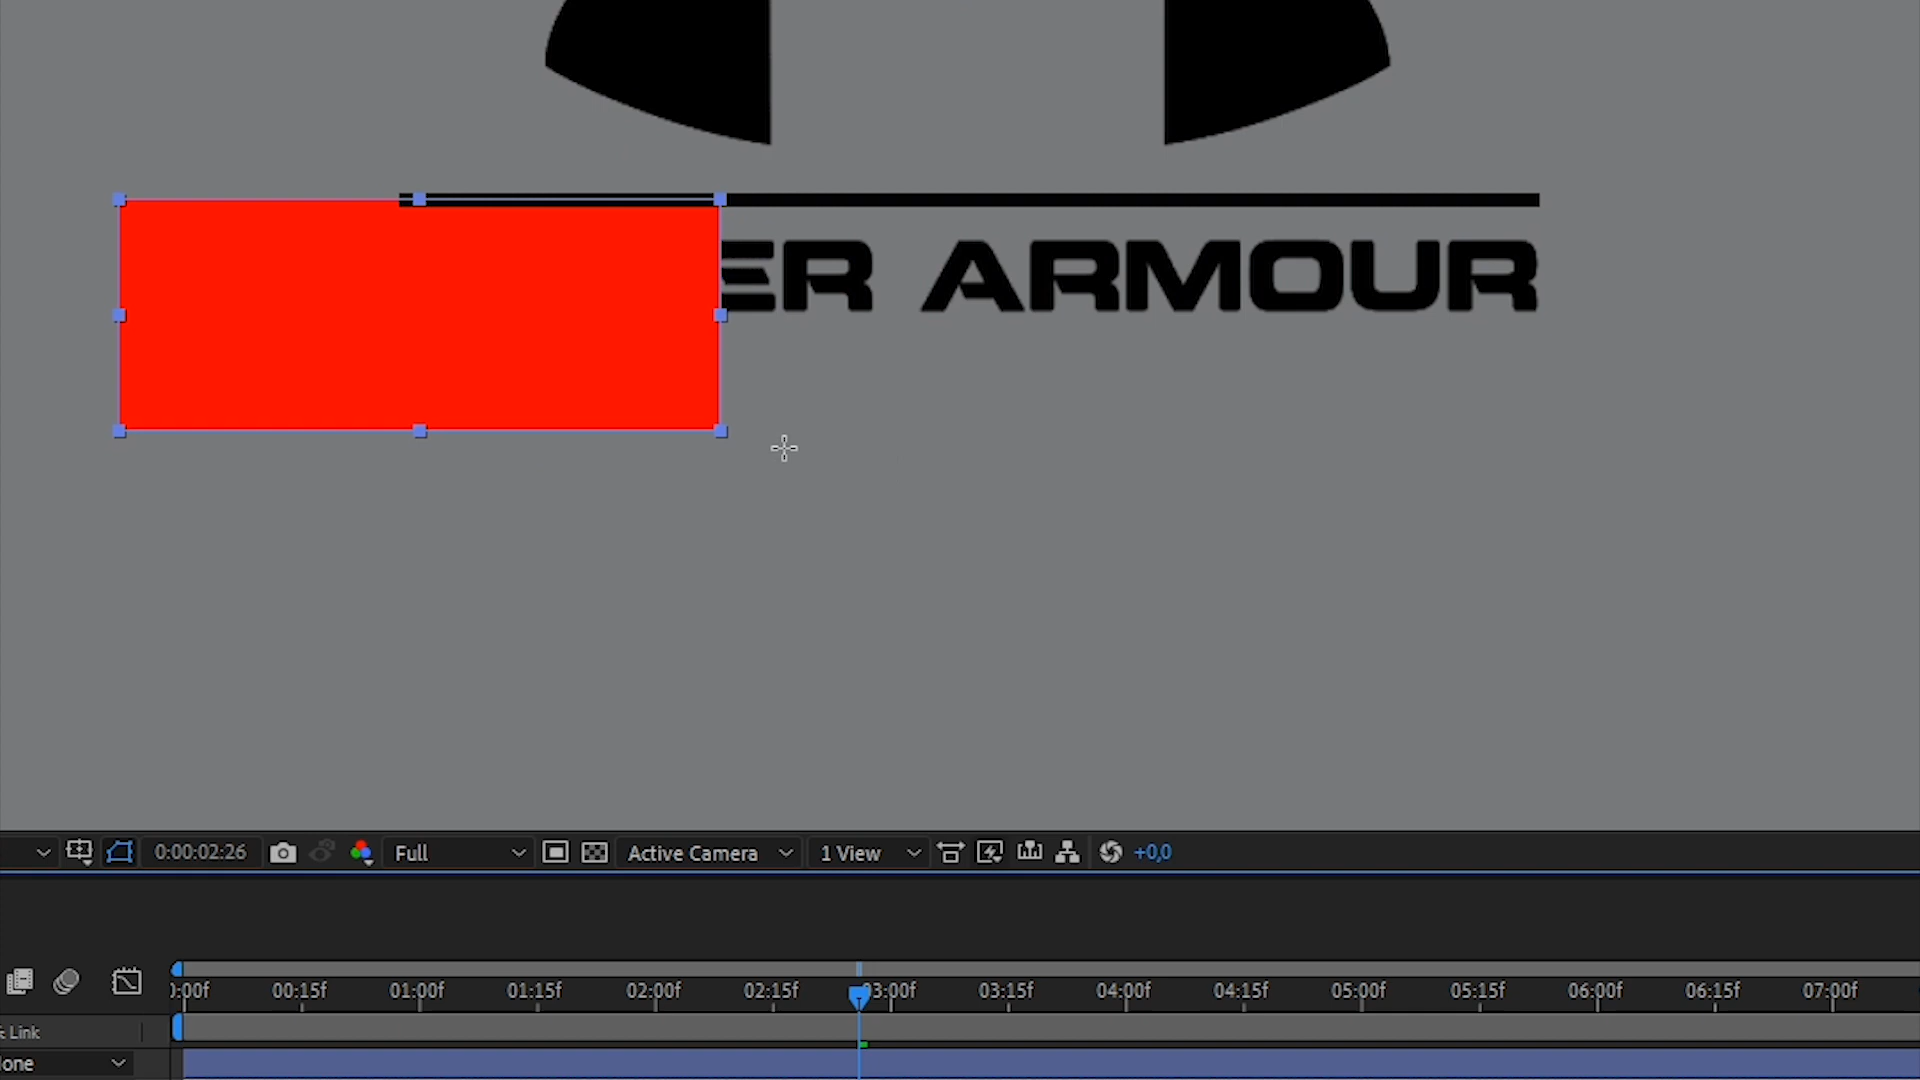 ER ARMOUR
0:00:02:26 Full Active Camera 1 View +0,0
:00f 00:15f 01:00f 01:15f 02:00f 02:15f 03:00f 03:15f 04:00f 04:15f 05:00f 05:15f 06:00f 06:15f 07:00f
Link
one